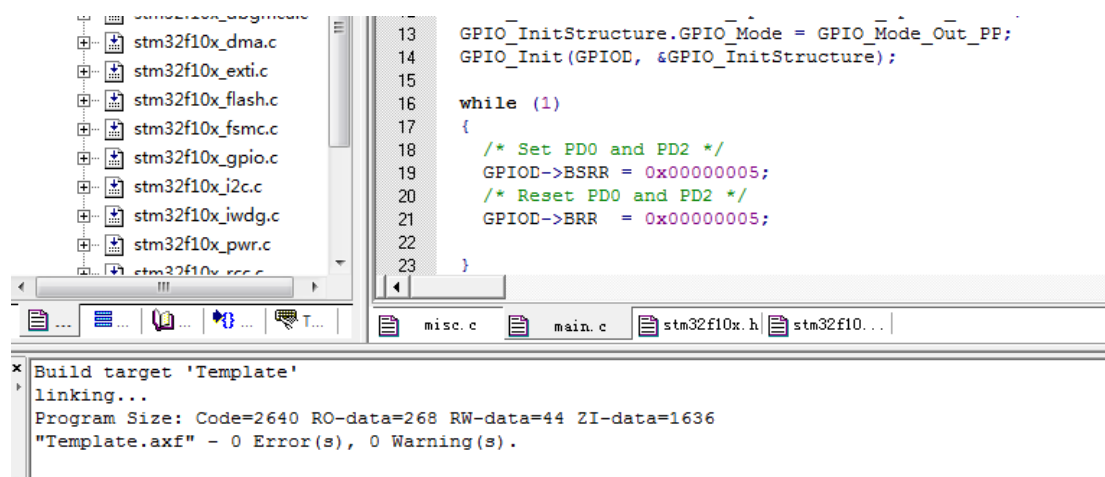 stm32f10x_dma.c
stm32f10x_exti.c
stm32f10x_flash.c
stm32f10x_fsmc.c
stm32f10x_gpio.c
stm32f10x_i2c.c
stm32f10x_iwdg.c
stm32f10x_pwr.c
stm32f10x_rcc.c
13 GPIO_InitStructure.GPIO_Mode = GPIO_Mode_Out_PP;
14 GPIO_Init(GPIOD, &GPIO_InitStructure);
15
16 while (1)
17 {
18 /* Set PD0 and PD2 */
19 GPIOD->BSRR = 0x00000005;
20 /* Reset PD0 and PD2 */
21 GPIOD->BRR  = 0x00000005;
22
23 }
... ... ... {} ... T...
misc.c main.c stm32f10x.h stm32f10...
Build target 'Template'
linking...
Program Size: Code=2640 RO-data=268 RW-data=44 ZI-data=1636
"Template.axf" - 0 Error(s), 0 Warning(s).